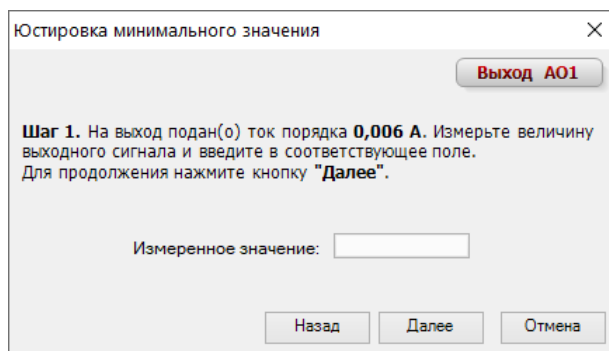 Юстировка минимального значения
Выход AO1
Шаг 1. На выход подан(о) ток порядка 0,006 А. Измерьте величину
выходного сигнала и введите в соответствующее поле.
Для продолжения нажмите кнопку "Далее".
Измеренное значение:
Назад Далее Отмена